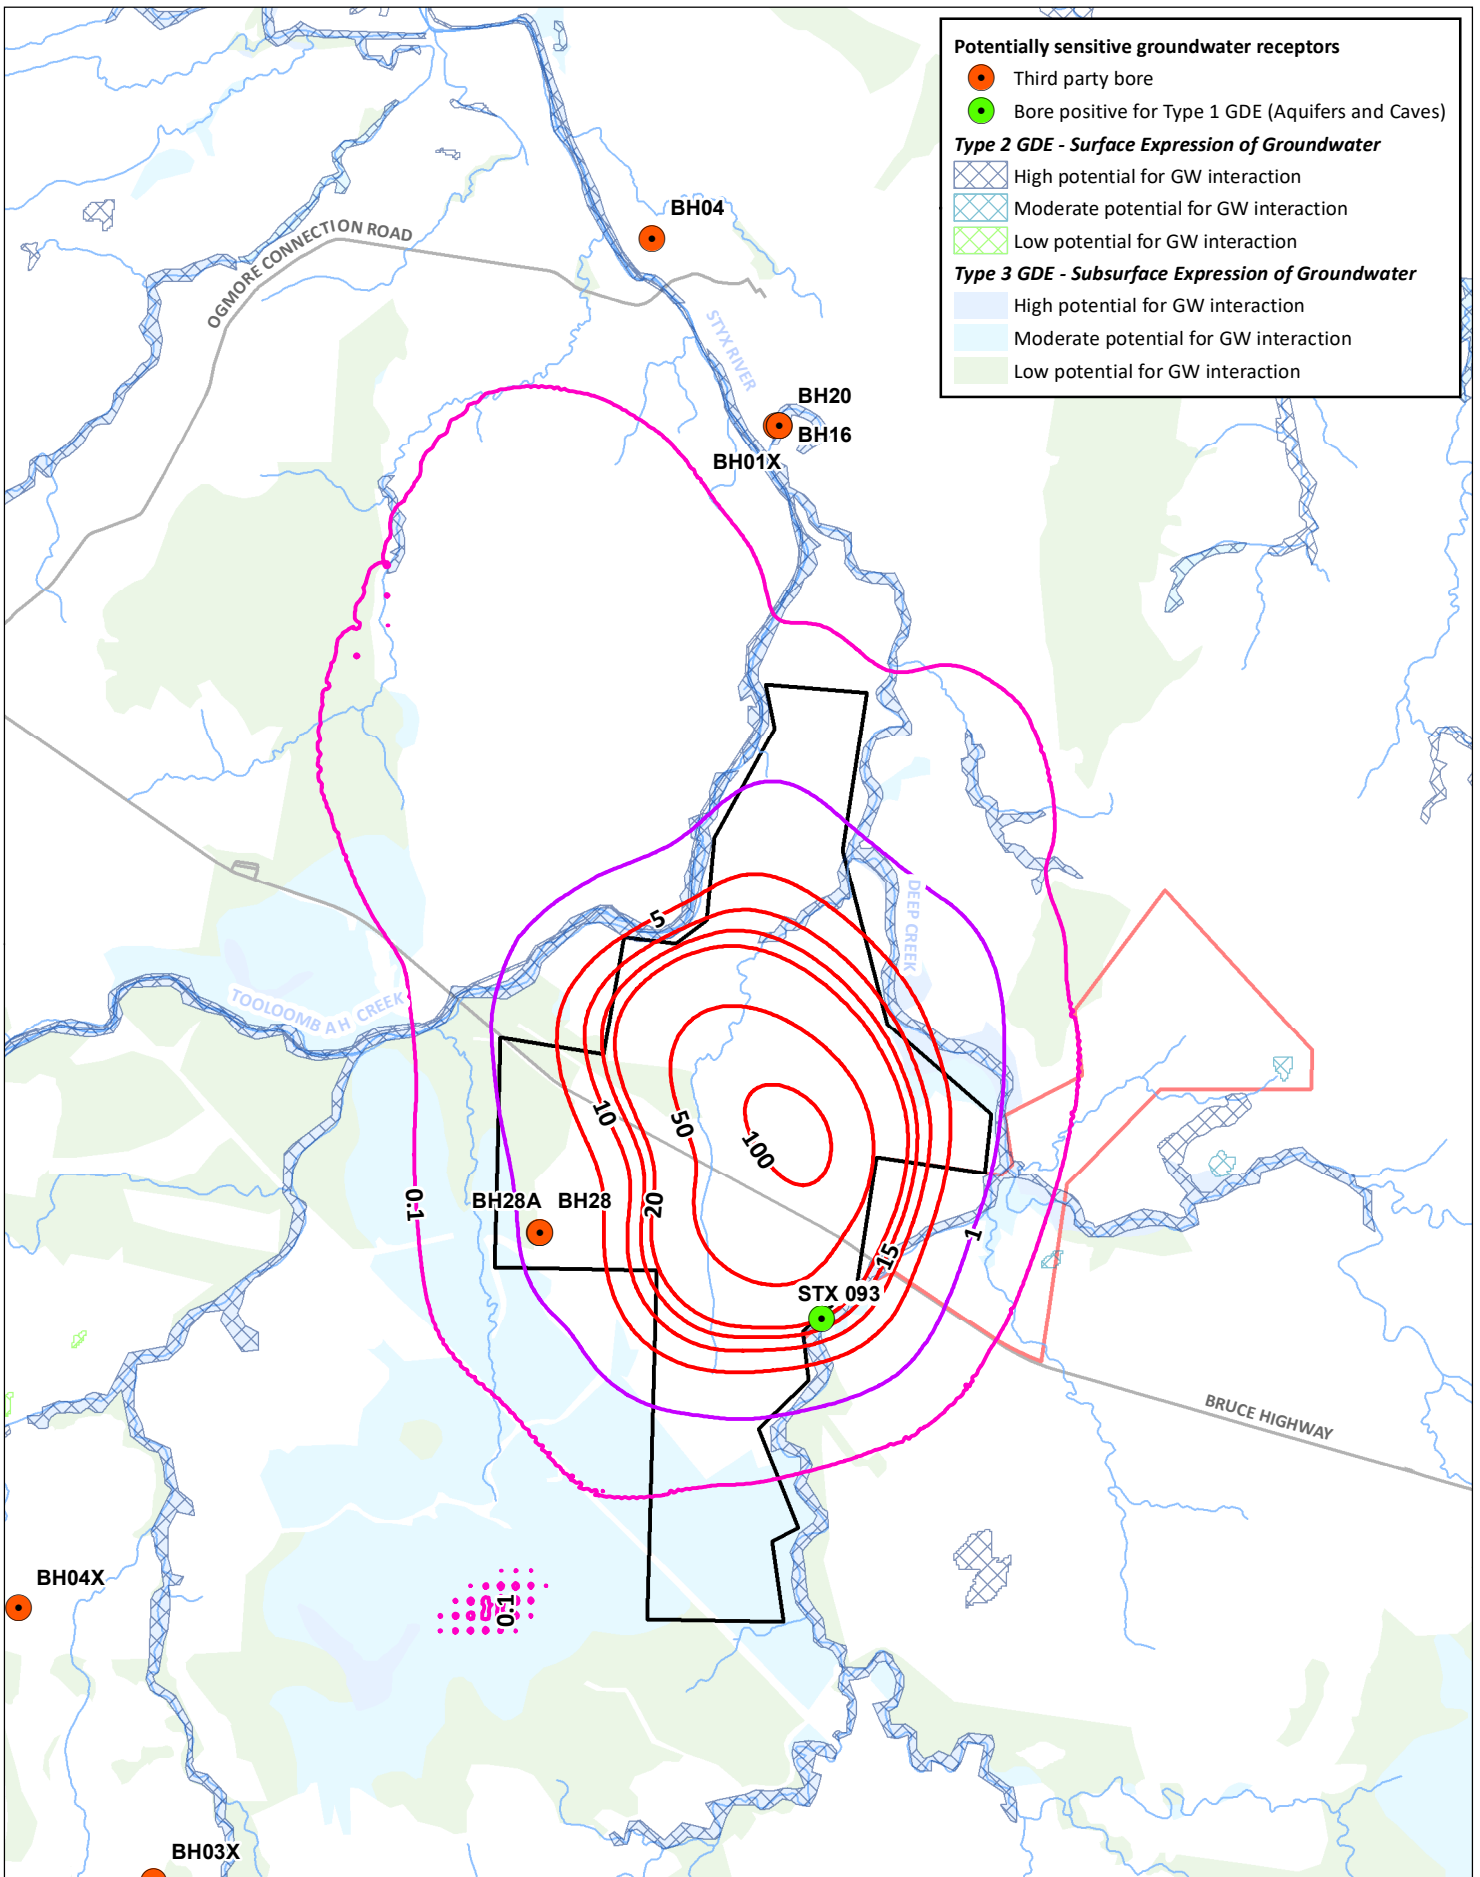 Potentially sensitive groundwater receptors
Third party bore
Bore positive for Type 1 GDE (Aquifers and Caves)
Type 2 GDE - Surface Expression of Groundwater
High potential for GW interaction
Moderate potential for GW interaction
Low potential for GW interaction
Type 3 GDE - Subsurface Expression of Groundwater
High potential for GW interaction
Moderate potential for GW interaction
Low potential for GW interaction
BH04
OGMORE CONNECTION ROAD
STYX RIVER
BH20
BH16
BH01X
5
DEEP CREEK
TOOLOOMBAH CREEK
10
50
100
0.1
BH28A
BH28
20
1
15
STX 093
BRUCE HIGHWAY
BH04X
0.1
BH03X